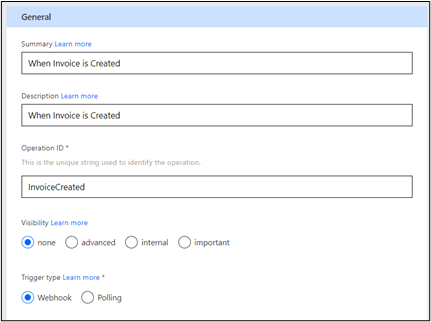 General
Summary Learn more
When Invoice is Created
Description Learn more
When Invoice is Created
Operation ID *
This is the unique string used to identify the operation.
InvoiceCreated
Visibility Learn more
none advanced internal important
Trigger type Learn more *
Webhook Polling